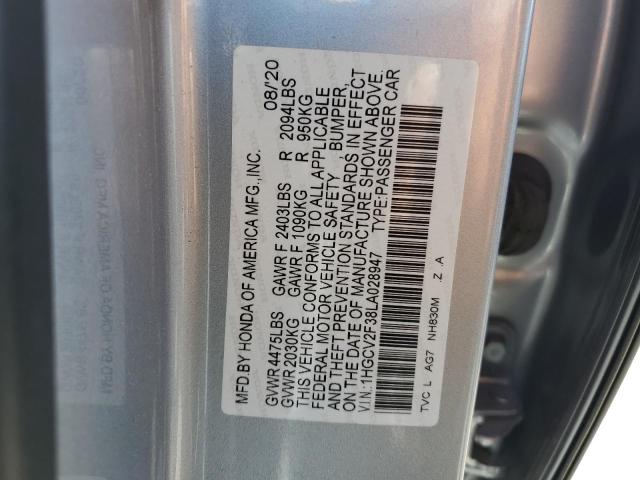 MFD.BY HONDA OF AMERICA MFG.,INC. 08/'20
GVWR 4475LBS GAWR F 2403LBS R 2094LBS
GVWR 2030KG GAWR F 1090KG R 950KG
THIS VEHICLE CONFORMS TO ALL APPLICABLE
FEDERAL MOTOR VEHICLE SAFETY , BUMPER,
AND THEFT PREVENTION STANDARDS IN EFFECT
ON THE DATE OF MANUFACTURE SHOWN ABOVE.
V.I.N.:1HGCV2F38LA028947 TYPE:PASSENGER CAR
TVC L AG7 NH830M .Z .A